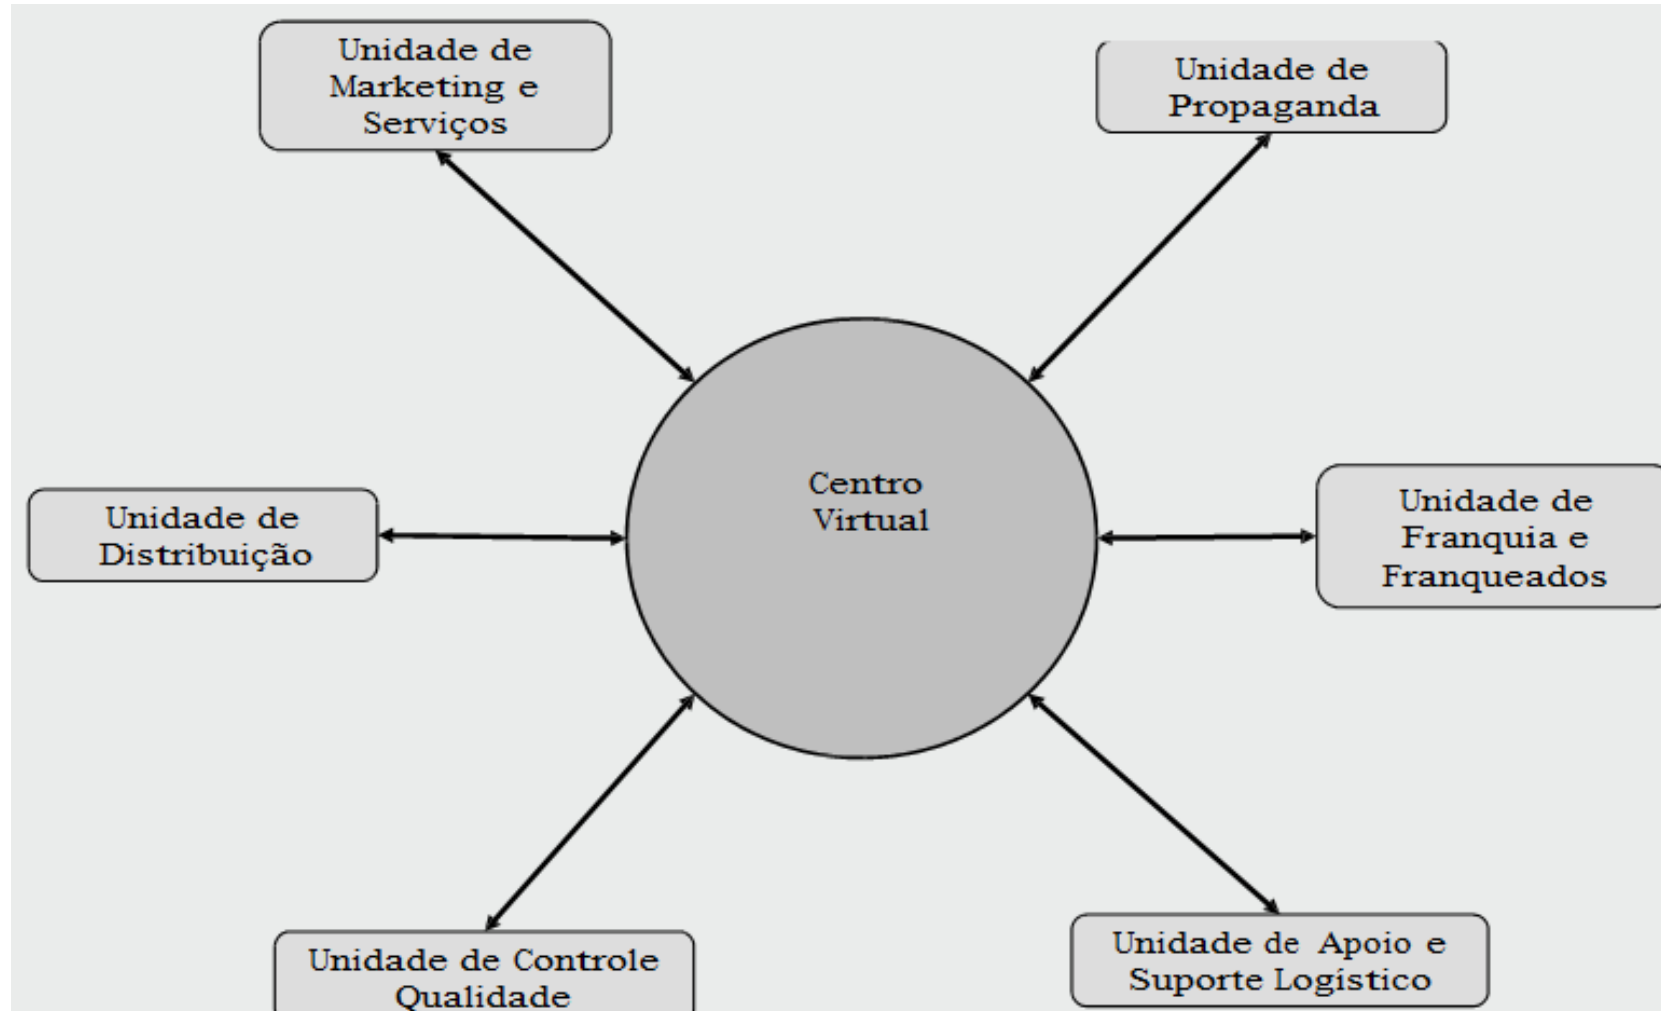 Unidade de
Marketing e
Serviços
Unidade de
Propaganda
Centro
Virtual
Unidade de
Distribuição
Unidade de
Franquia e
Franqueados
Unidade de Controle
Qualidade
Unidade de Apoio e
Suporte Logístico